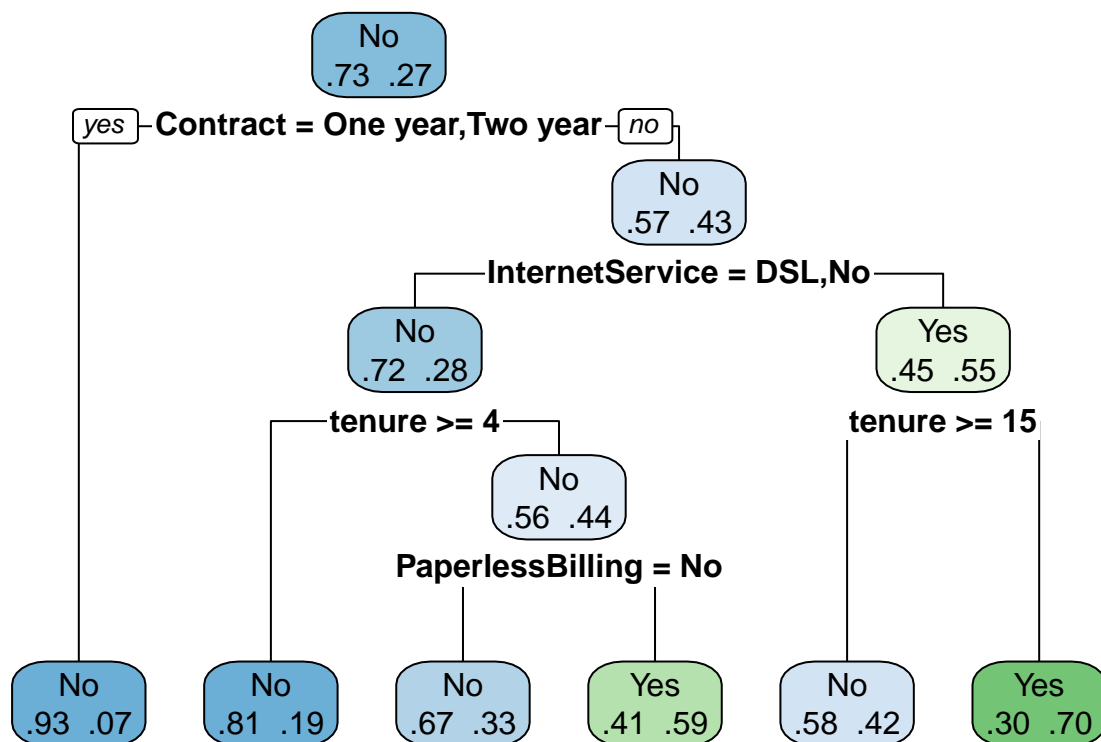 No
.73 .27
yes Contract = One year,Two year no
No
.57 .43
InternetService = DSL,No
No
.72 .28
Yes
.45 .55
tenure >= 4
tenure >= 15
No
.56 .44
PaperlessBilling = No
No
.93 .07
No
.81 .19
No
.67 .33
Yes
.41 .59
No
.58 .42
Yes
.30 .70